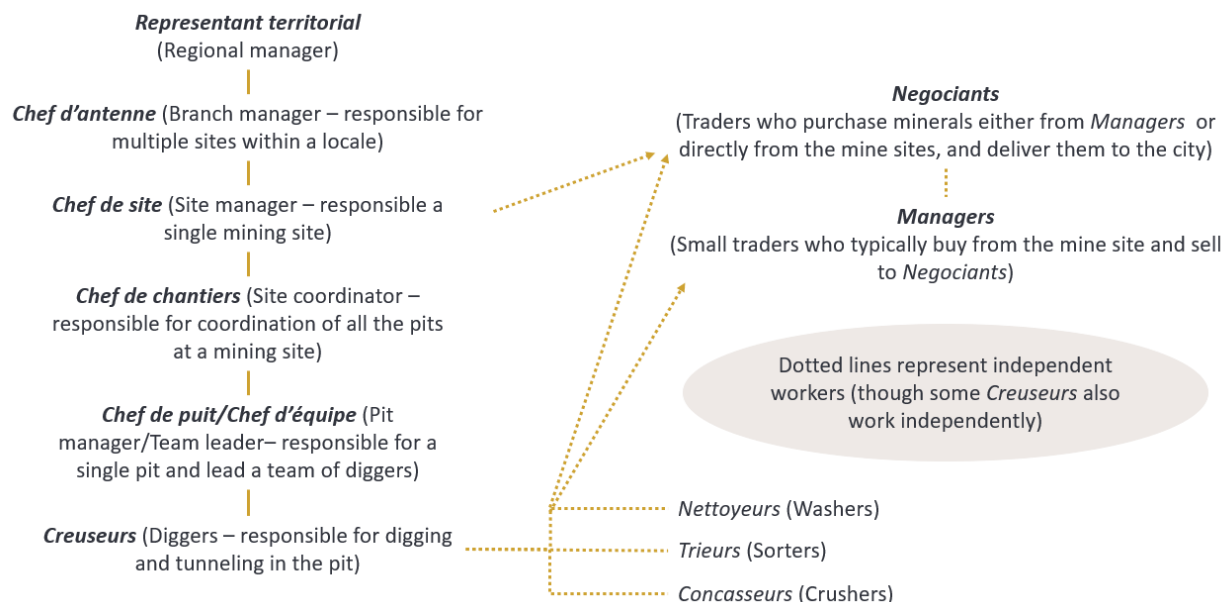 Representant territorial
(Regional manager)
Chef d’antenne (Branch manager – responsible for
multiple sites within a locale)
Chef de site (Site manager – responsible a
single mining site)
Chef de chantiers (Site coordinator –
responsible for coordination of all the pits
at a mining site)
Chef de puit/Chef d’équipe (Pit
manager/Team leader– responsible for a
single pit and lead a team of diggers)
Creuseurs (Diggers – responsible for digging
and tunneling in the pit)
Negociants
(Traders who purchase minerals either from Managers or
directly from the mine sites, and deliver them to the city)
Managers
(Small traders who typically buy from the mine site and sell
to Negociants)
Dotted lines represent independent
workers (though some Creuseurs also
work independently)
Nettoyeurs (Washers)
Trieurs (Sorters)
Concasseurs (Crushers)